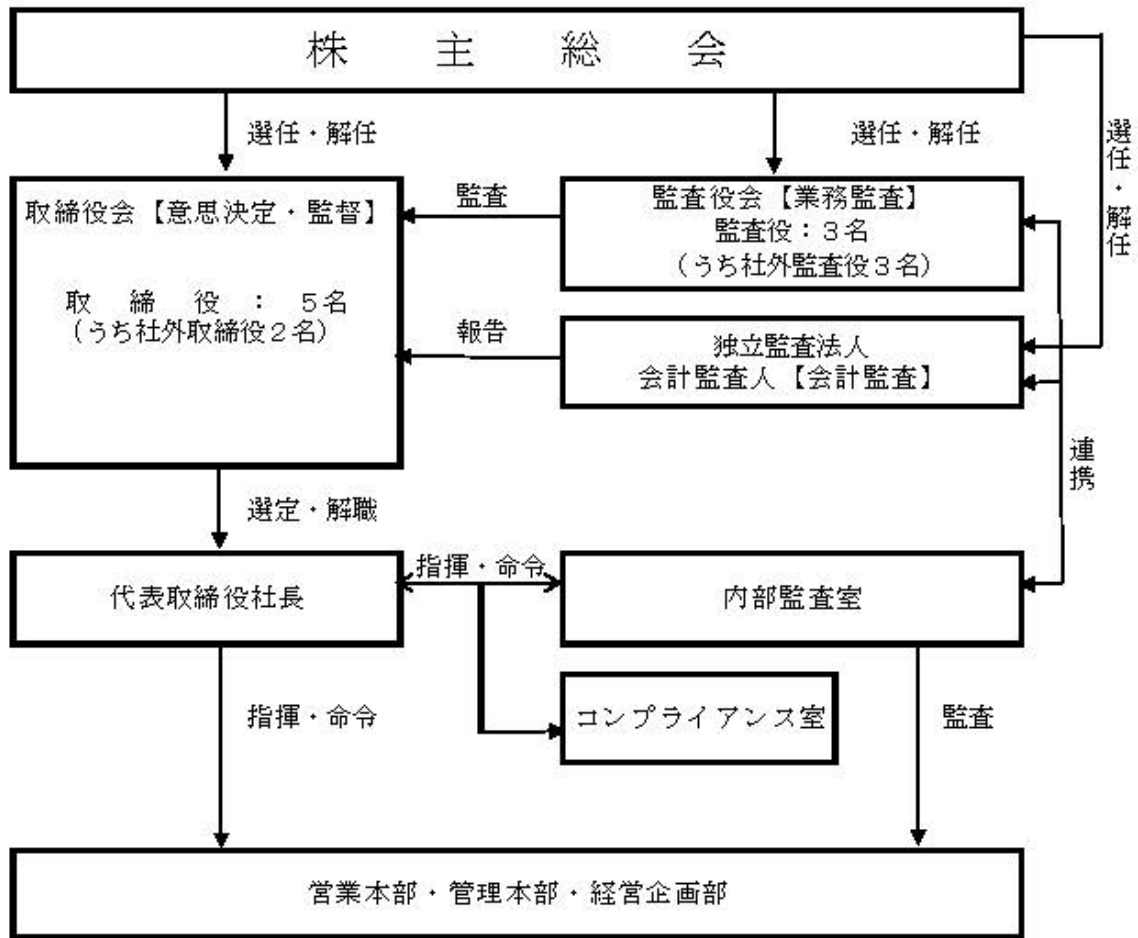 株主総会
選任・解任
選任・解任
選任・解任
取締役会【意思決定・監督】
取締役：5名
(うち社外取締役2名)
監査
監査役会【業務監査】
監査役：3名
(うち社外監査役3名)
報告
独立監査法人
会計監査人【会計監査】
連携
選定・解職
代表取締役社長
指揮・命令
内部監査室
指揮・命令
コンプライアンス室
監査
営業本部・管理本部・経営企画部